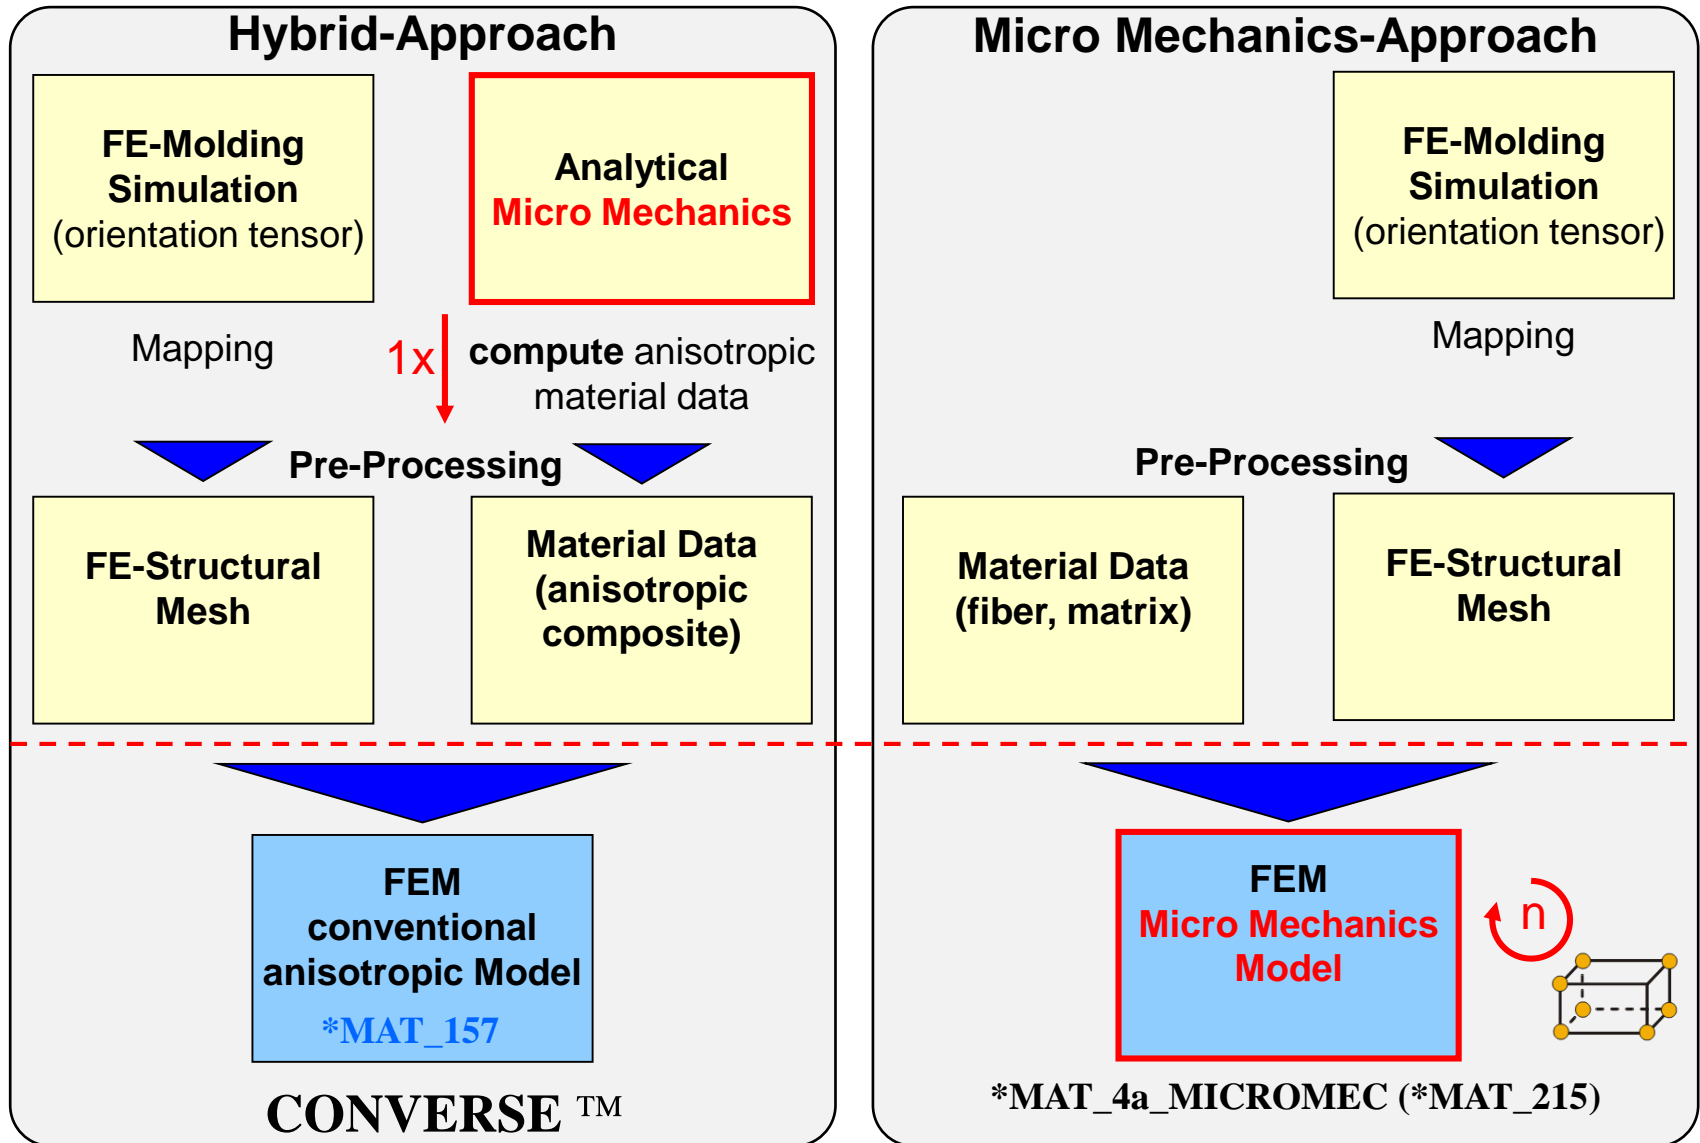 Hybrid-Approach
FE-Molding
Simulation
(orientation tensor)
Analytical
Micro Mechanics
Mapping
1x
compute anisotropic
material data
Pre-Processing
FE-Structural
Mesh
Material Data
(anisotropic
composite)
FEM
conventional
anisotropic Model
*MAT_157
CONVERSE ™
Micro Mechanics-Approach
FE-Molding
Simulation
(orientation tensor)
Mapping
Pre-Processing
Material Data
(fiber, matrix)
FE-Structural
Mesh
FEM
Micro Mechanics
Model
n
*MAT_4a_MICROMEC (*MAT_215)